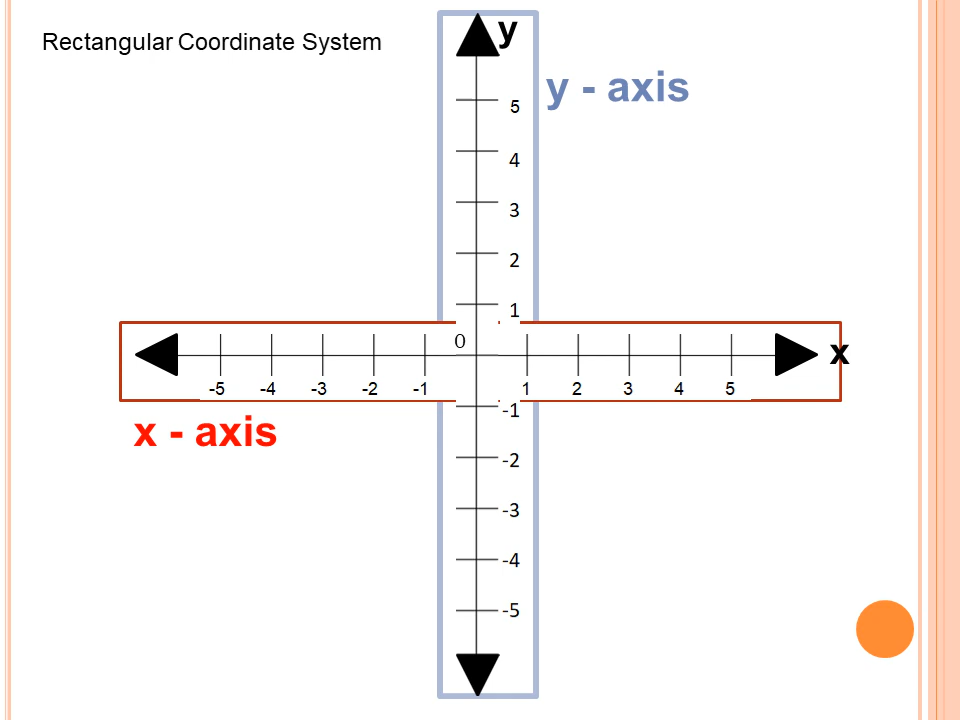 Rectangular Coordinate System
y
y - axis
5
4
3
2
1
0
x
-5 -4 -3 -2 -1 1 2 3 4 5
x - axis
-1
-2
-3
-4
-5